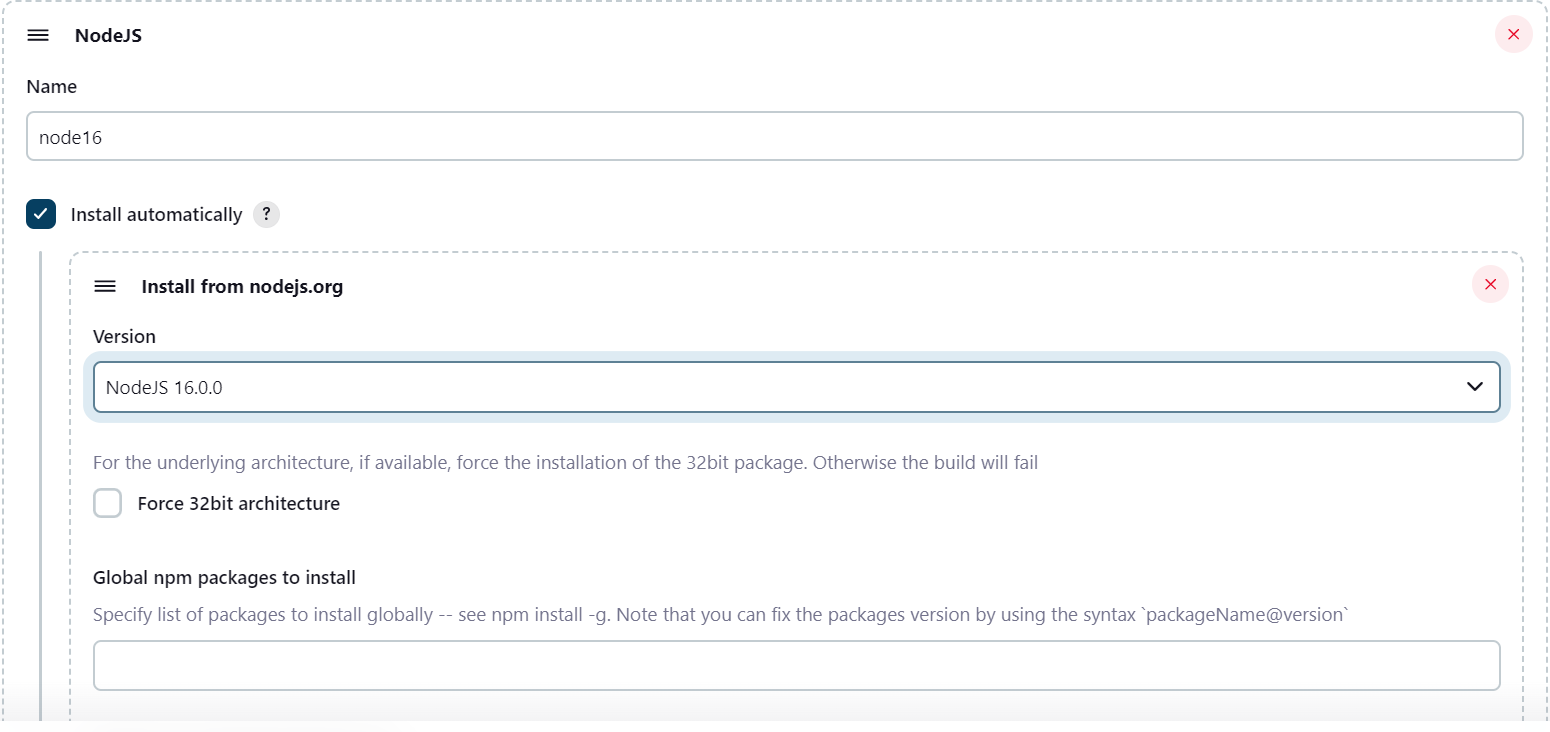 NodeJS
Name
node16
Install automatically ?
Install from nodejs.org
Version
NodeJS 16.0.0
For the underlying architecture, if available, force the installation of the 32bit package. Otherwise the build will fail
Force 32bit architecture
Global npm packages to install
Specify list of packages to install globally -- see npm install -g. Note that you can fix the packages version by using the syntax `packageName@version`